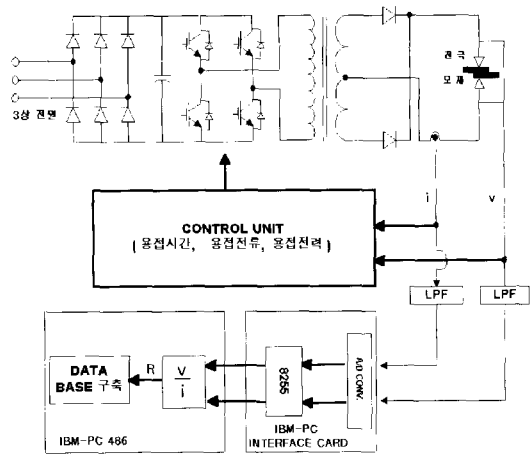 전극
모재
3상 전원
i
v
CONTROL UNIT
( 용접시간, 용접전류, 용접전력 )
LPF
LPF
DATA
BASE 구축
R
v
i
8255
A/D CONV.
IBM-PC 486
IBM-PC
INTERFACE CARD